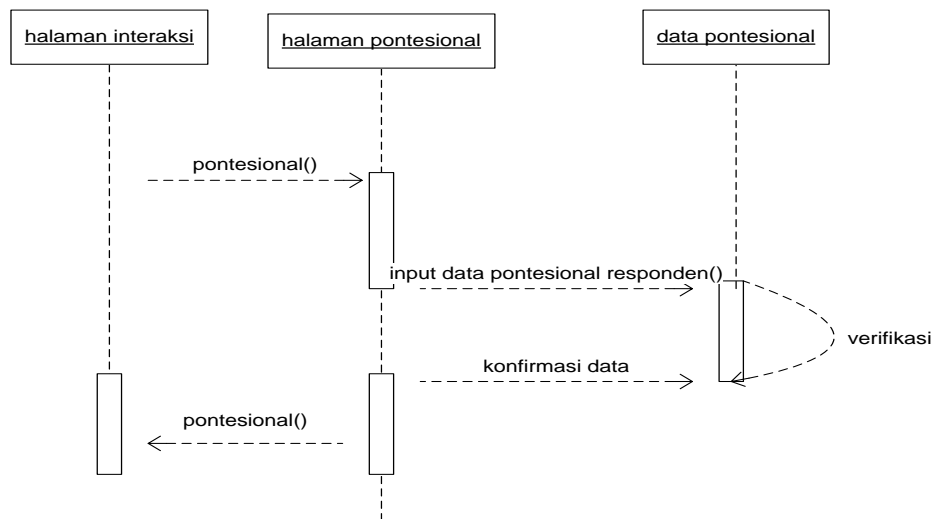 halaman interaksi
halaman pontesional
data pontesional
pontesional()
input data pontesional responden()
verifikasi
konfirmasi data
pontesional()